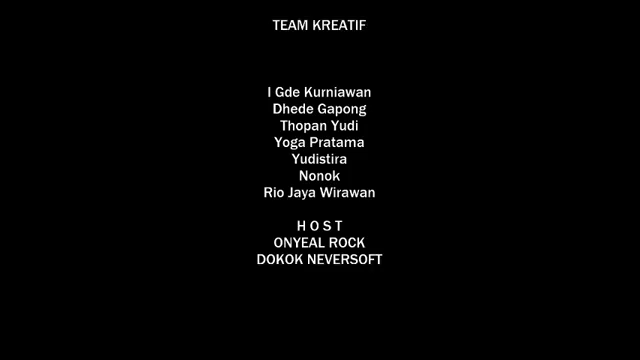 TEAM KREATIF
I Gde Kurniawan
Dhede Gapong
Thopan Yudi
Yoga Pratama
Yudistira
Nonok
Rio Jaya Wirawan
H O S T
ONYEAL ROCK
DOKOK NEVERSOFT